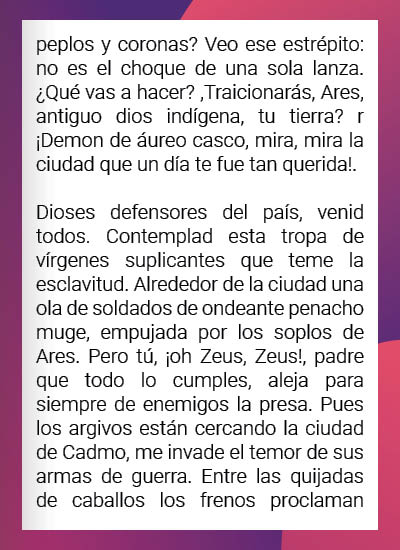 peplos y coronas? Veo ese estrépito:
no es el choque de una sola lanza.
¿Qué vas a hacer? ,Traicionarás, Ares,
antiguo dios indígena, tu tierra? r
¡Demon de áureo casco, mira, mira la
ciudad que un día te fue tan querida!.

Dioses defensores del país, venid
todos. Contemplad esta tropa de
vírgenes suplicantes que teme la
esclavitud. Alrededor de la ciudad una
ola de soldados de ondeante penacho
muge, empujada por los soplos de
Ares. Pero tú, ¡oh Zeus, Zeus!, padre
que todo lo cumples, aleja para
siempre de enemigos la presa. Pues
los argivos están cercando la ciudad
de Cadmo, me invade el temor de sus
armas de guerra. Entre las quijadas
de caballos los frenos proclaman